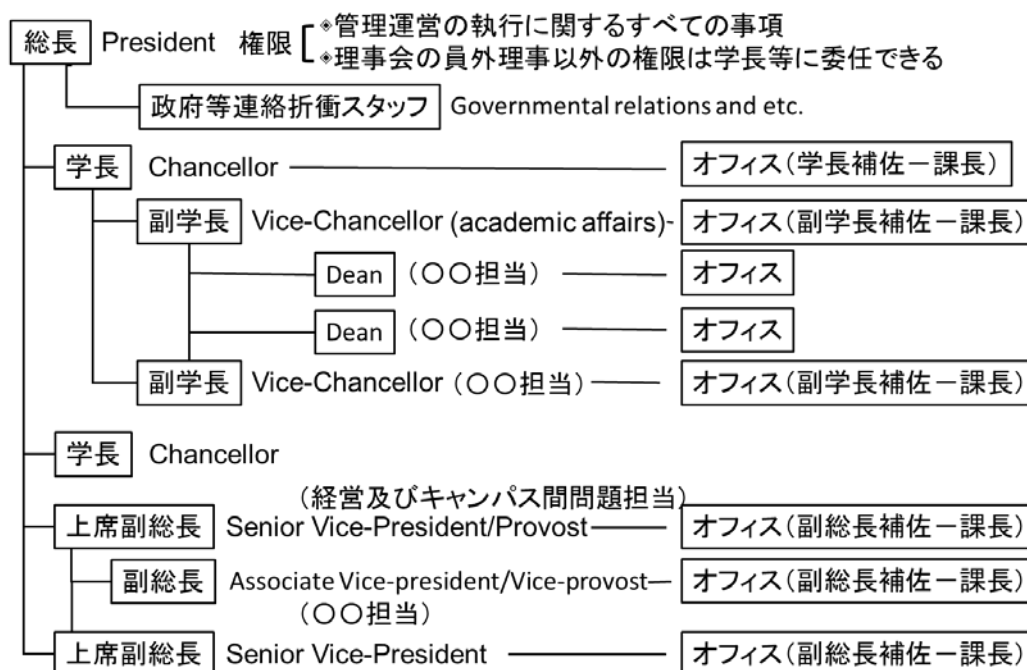 総長 President 権限 ◈管理運営の執行に関するすべての事項
◈理事会の員外理事以外の権限は学長等に委任できる
政府等連絡折衝スタッフ Governmental relations and etc.
学長 Chancellor オフィス(学長補佐－課長)
副学長 Vice-Chancellor (academic affairs) オフィス(副学長補佐－課長)
Dean (〇〇担当) オフィス
Dean (〇〇担当) オフィス
副学長 Vice-Chancellor (〇〇担当) オフィス(副学長補佐－課長)
学長 Chancellor
(経営及びキャンパス間問題担当)
上席副総長 Senior Vice-President/Provost オフィス(副総長補佐－課長)
副総長 Associate Vice-president/Vice-provost オフィス(副総長補佐－課長)
(〇〇担当)
上席副総長 Senior Vice-President オフィス(副総長補佐－課長)